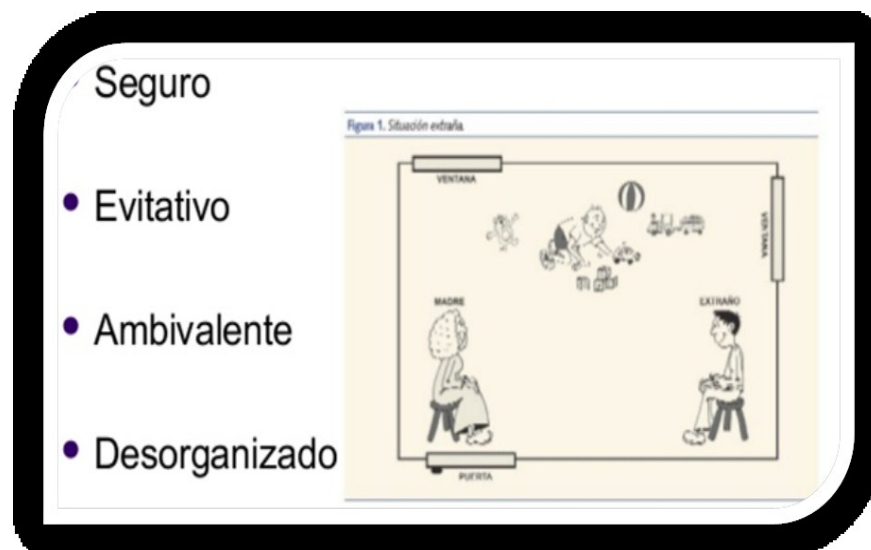 Seguro
• Evitativo
• Ambivalente
• Desorganizado
Figura 1. Situación extraña.
VENTANA
VENTANA
MADRE
EXTRAÑO
PUERTA